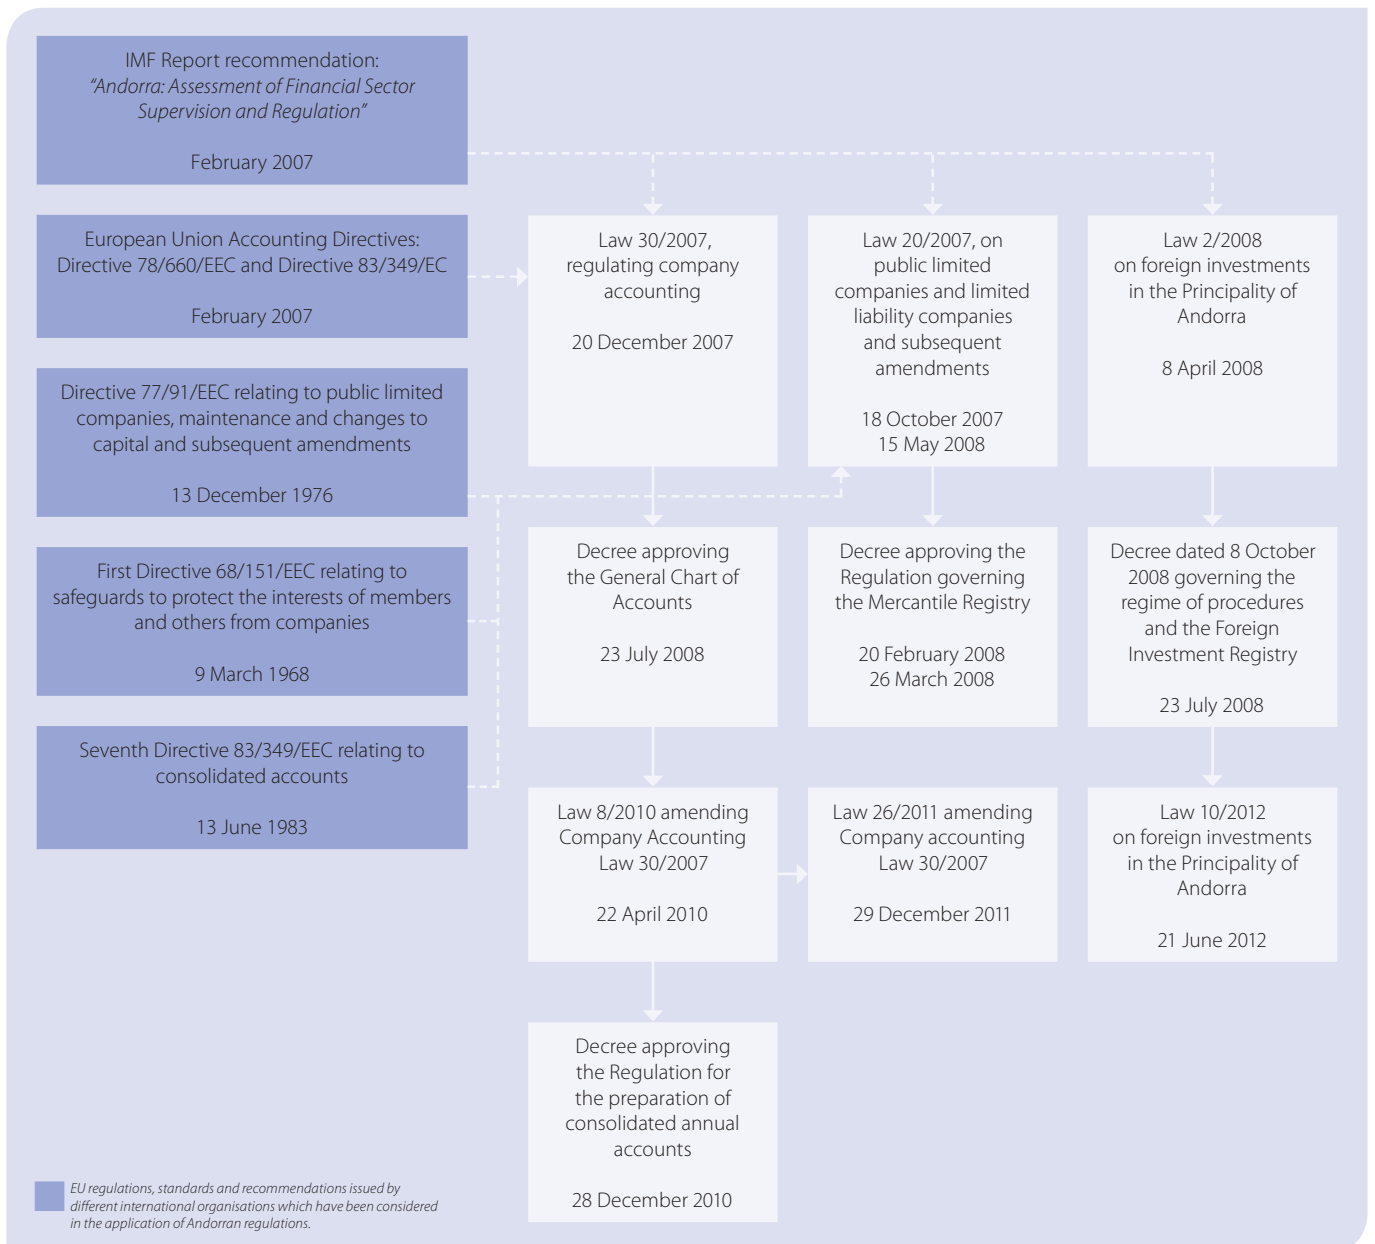 IMF Report recommendation:
“Andorra: Assessment of Financial Sector
Supervision and Regulation”
February 2007
European Union Accounting Directives:
Directive 78/660/EEC and Directive 83/349/EC
February 2007
Directive 77/91/EEC relating to public limited
companies, maintenance and changes to
capital and subsequent amendments
13 December 1976
First Directive 68/151/EEC relating to
safeguards to protect the interests of members
and others from companies
9 March 1968
Seventh Directive 83/349/EEC relating to
consolidated accounts
13 June 1983
Law 30/2007,
regulating company
accounting
20 December 2007
Law 20/2007, on
public limited
companies and limited
liability companies
and subsequent
amendments
18 October 2007
15 May 2008
Law 2/2008
on foreign investments
in the Principality of
Andorra
8 April 2008
Decree approving
the General Chart of
Accounts
23 July 2008
Decree approving the
Regulation governing
the Mercantile Registry
20 February 2008
26 March 2008
Decree dated 8 October
2008 governing the
regime of procedures
and the Foreign
Investment Registry
23 July 2008
Law 8/2010 amending
Company Accounting
Law 30/2007
22 April 2010
Law 26/2011 amending
Company accounting
Law 30/2007
29 December 2011
Law 10/2012
on foreign investments
in the Principality of
Andorra
21 June 2012
Decree approving
the Regulation for
the preparation of
consolidated annual
accounts
28 December 2010
EU regulations, standards and recommendations issued by
different international organisations which have been considered
in the application of Andorran regulations.